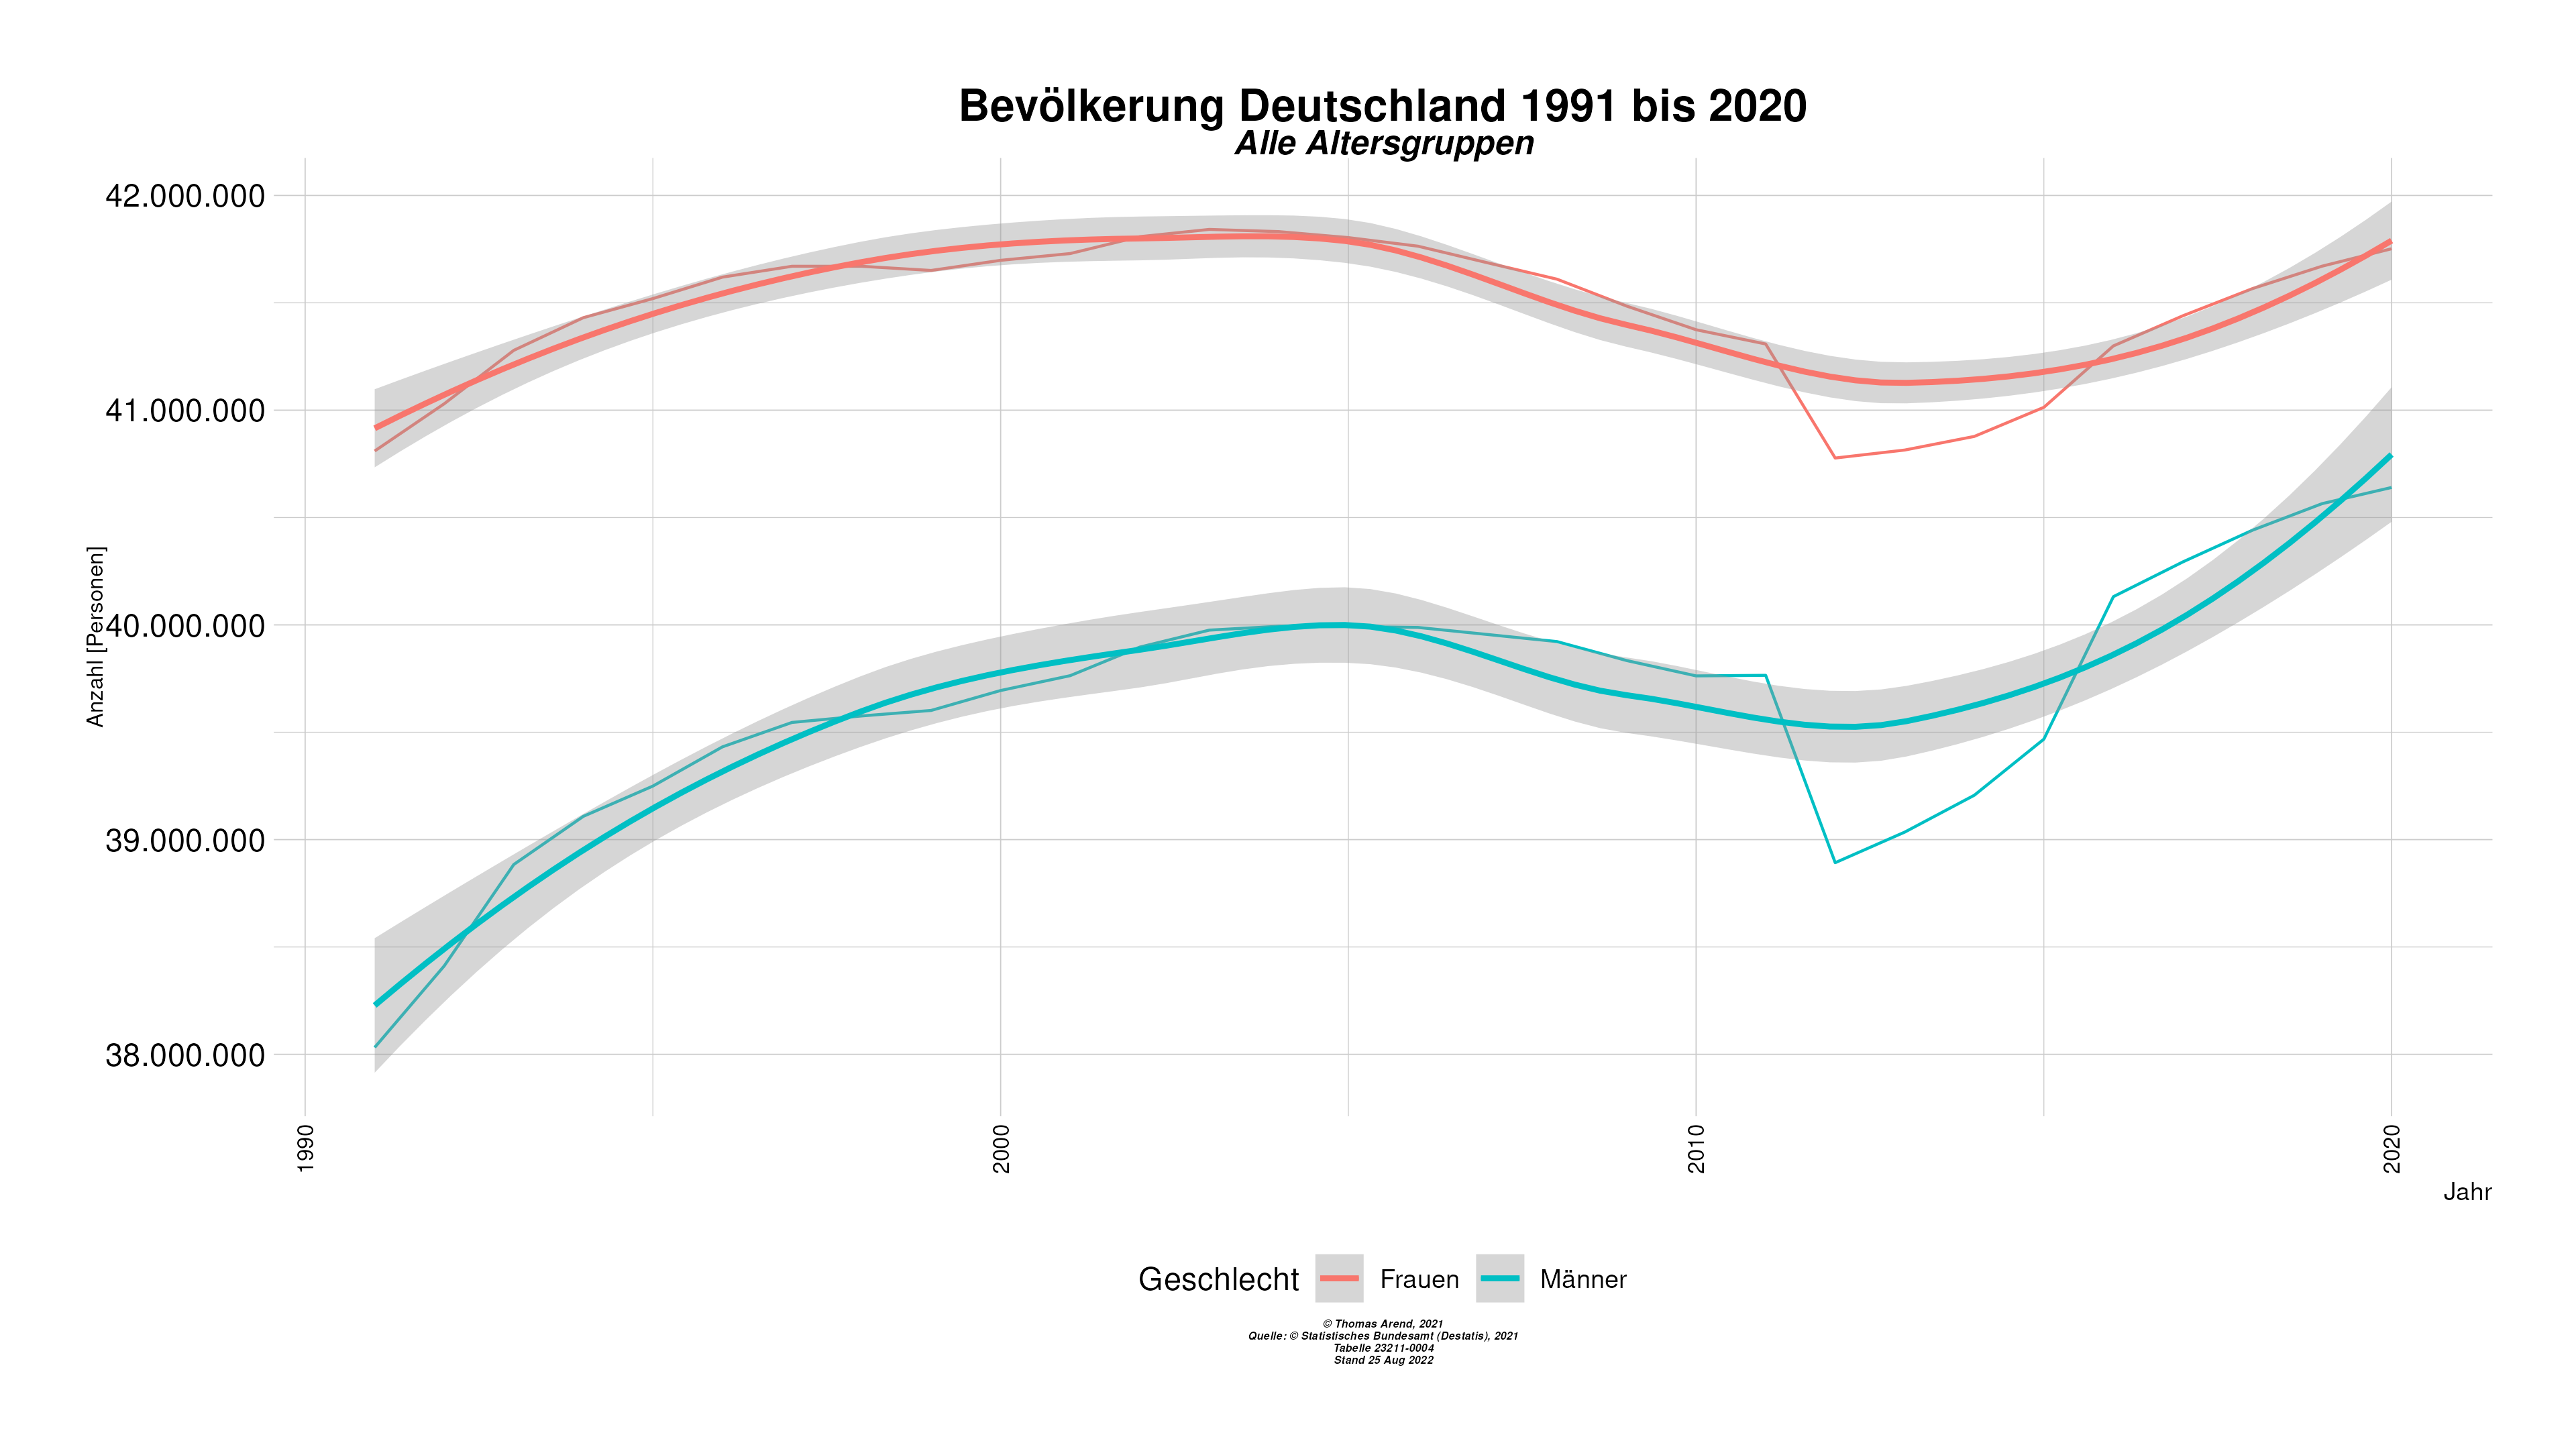 Bevölkerung Deutschland 1991 bis 2020
Alle Altersgruppen
Anzahl [Personen]
42.000.000
41.000.000
40.000.000
39.000.000
38.000.000
1990
2000
2010
2020
Jahr
Geschlecht Frauen Männer
© Thomas Arend, 2021
Quelle: © Statistisches Bundesamt (Destatis), 2021
Tabelle 23211-0004
Stand 25 Aug 2022